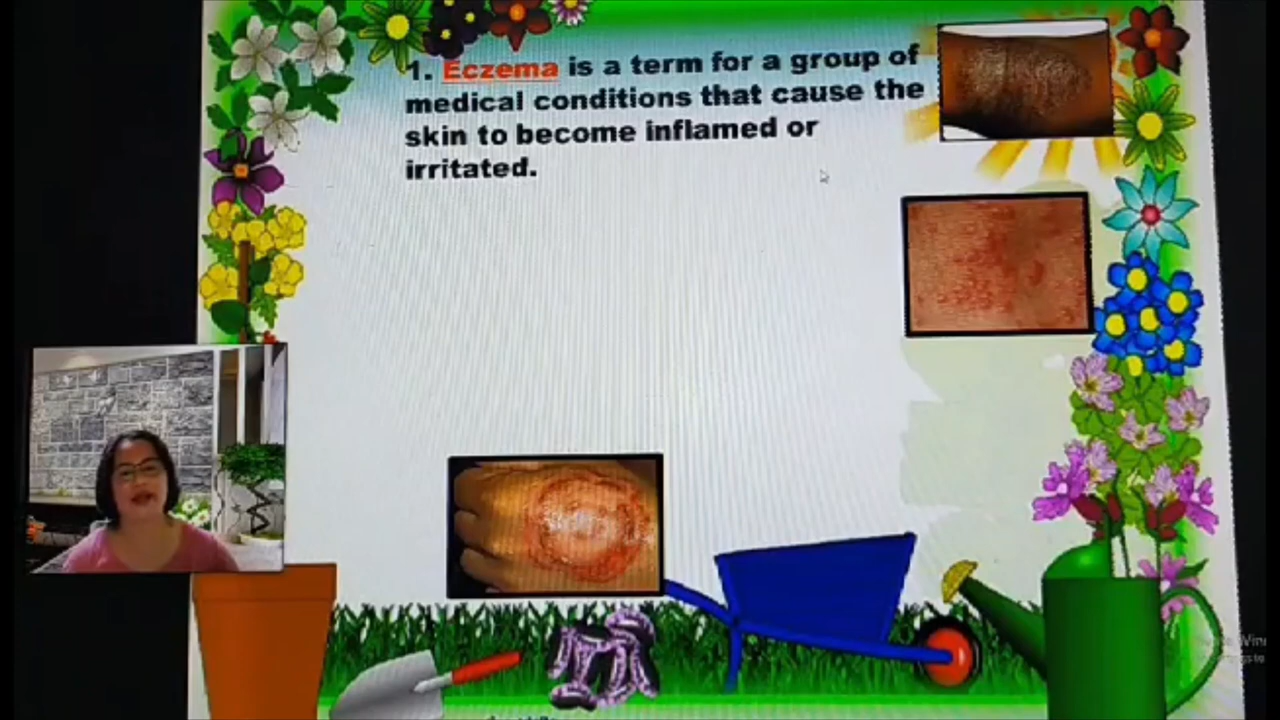 1. Eczema is a term for a group of
medical conditions that cause the
skin to become inflamed or
irritated.